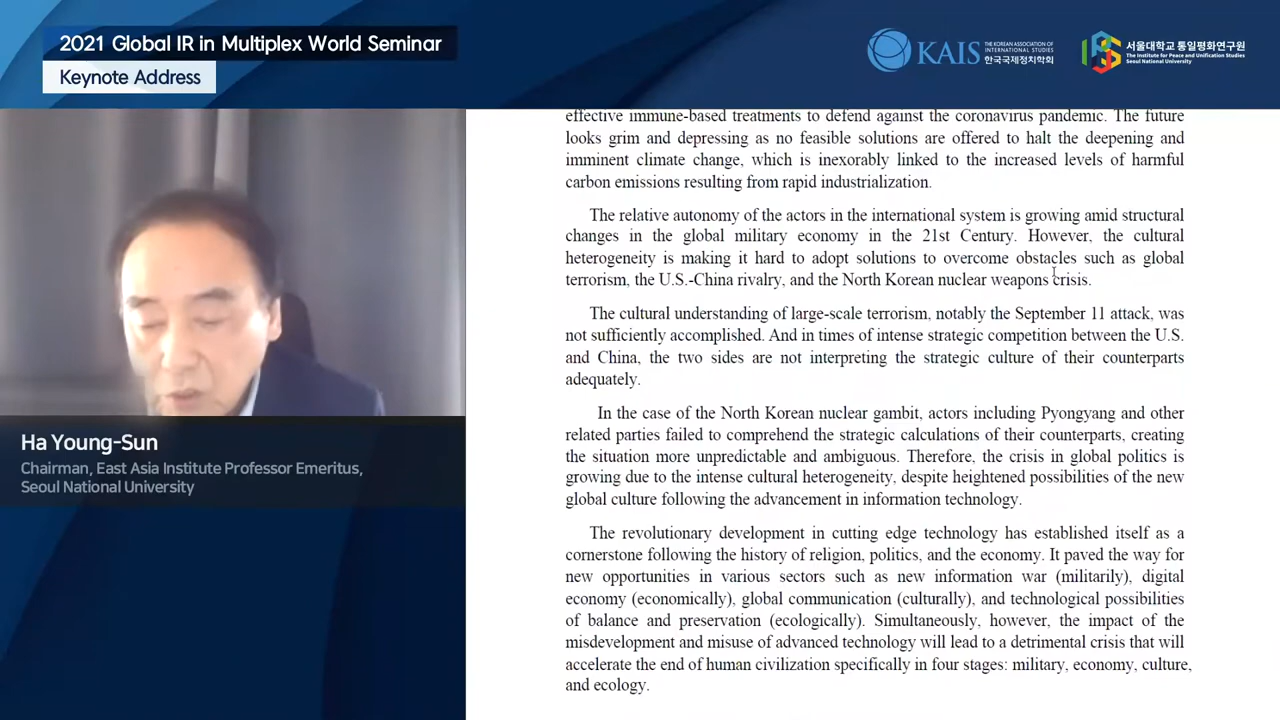 2021 Global IR in Multiplex World Seminar
Keynote Address
KAIS
THE KOREAN ASSOCIATION OF
INTERNATIONAL STUDIES
한국국제정치학회
서울대학교 통일평화연구원
The Institute for Peace and Unification Studies
Seoul National University
effective immune-based treatments to defend against the coronavirus pandemic. The future
looks grim and depressing as no feasible solutions are offered to halt the deepening and
imminent climate change, which is inexorably linked to the increased levels of harmful
carbon emissions resulting from rapid industrialization.
The relative autonomy of the actors in the international system is growing amid structural
changes in the global military economy in the 21st Century. However, the cultural
heterogeneity is making it hard to adopt solutions to overcome obstacles such as global
terrorism, the U.S.-China rivalry, and the North Korean nuclear weapons crisis.
The cultural understanding of large-scale terrorism, notably the September 11 attack, was
not sufficiently accomplished. And in times of intense strategic competition between the U.S.
and China, the two sides are not interpreting the strategic culture of their counterparts
adequately.
In the case of the North Korean nuclear gambit, actors including Pyongyang and other
related parties failed to comprehend the strategic calculations of their counterparts, creating
the situation more unpredictable and ambiguous. Therefore, the crisis in global politics is
growing due to the intense cultural heterogeneity, despite heightened possibilities of the new
global culture following the advancement in information technology.
The revolutionary development in cutting edge technology has established itself as a
cornerstone following the history of religion, politics, and the economy. It paved the way for
new opportunities in various sectors such as new information war (militarily), digital
economy (economically), global communication (culturally), and technological possibilities
of balance and preservation (ecologically). Simultaneously, however, the impact of the
misdevelopment and misuse of advanced technology will lead to a detrimental crisis that will
accelerate the end of human civilization specifically in four stages: military, economy, culture,
and ecology.
Ha Young-Sun
Chairman, East Asia Institute Professor Emeritus,
Seoul National University